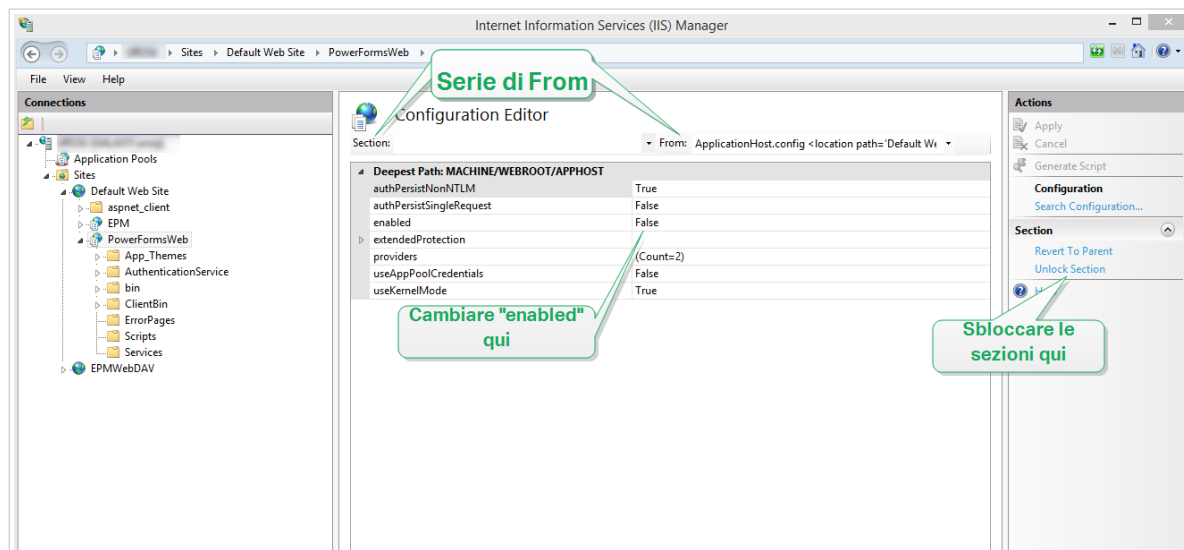 Internet Information Services (IIS) Manager
Sites
Default Web Site
PowerFormsWeb
File View Help
Connections
Application Pools
Sites
Default Web Site
aspnet_client
EPM
PowerFormsWeb
App_Themes
AuthenticationService
bin
ClientBin
ErrorPages
Scripts
Services
EPMWebDAV
Serie di From
Configuration Editor
Section:
From: ApplicationHost.config <location path='Default We
Deepest Path: MACHINE/WEBROOT/APPHOST
authPersistNonNTLM True
authPersistSingleRequest False
enabled False
extendedProtection
providers (Count=2)
useAppPoolCredentials False
useKernelMode True
Cambiare "enabled"
qui
Actions
Apply
Cancel
Generate Script
Configuration
Search Configuration...
Section
Revert To Parent
Unlock Section
Sbloccare le
sezioni qui